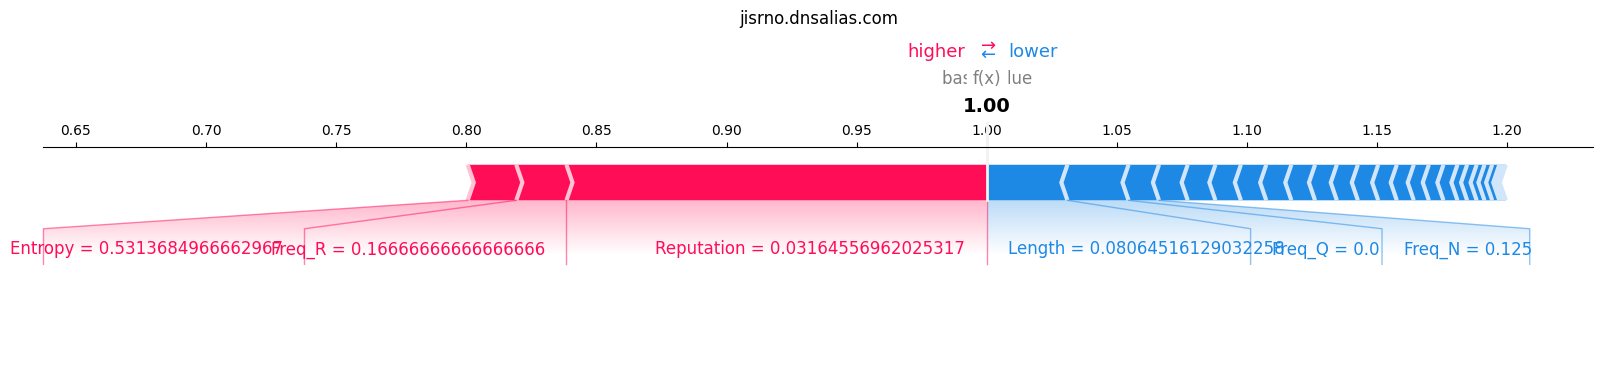 jisrno.dnsalias.com
higher ⇄ lower
bas f(x) lue
1.00
0.65 0.70 0.75 0.80 0.85 0.90 0.95 1.00 1.05 1.10 1.15 1.20
Entropy = 0.5313684966662967 Freq_R = 0.16666666666666666 Reputation = 0.03164556962025317 Length = 0.08064516129032258 Freq_Q = 0.0 Freq_N = 0.125